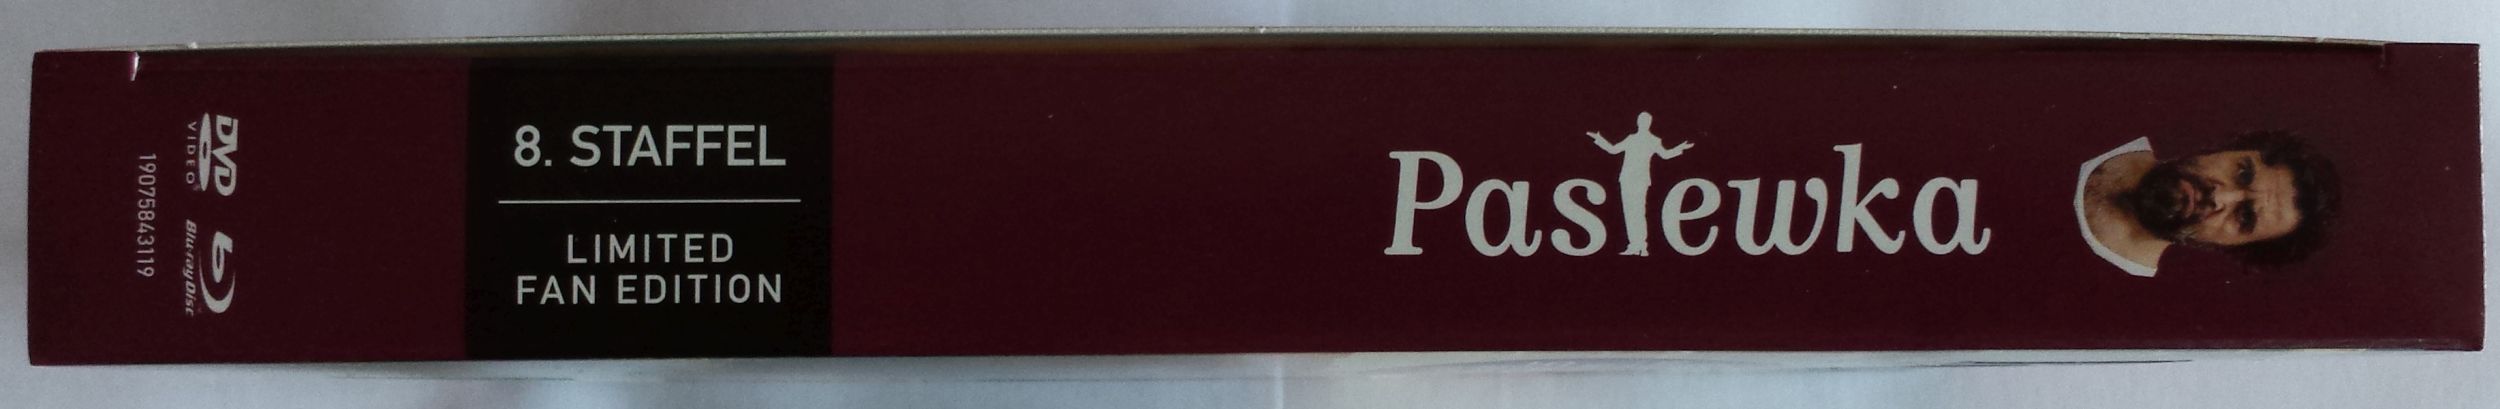 DVD
VIDEO
Blu-ray Disc
19075843119
8. STAFFEL
LIMITED
FAN EDITION
Pastewka